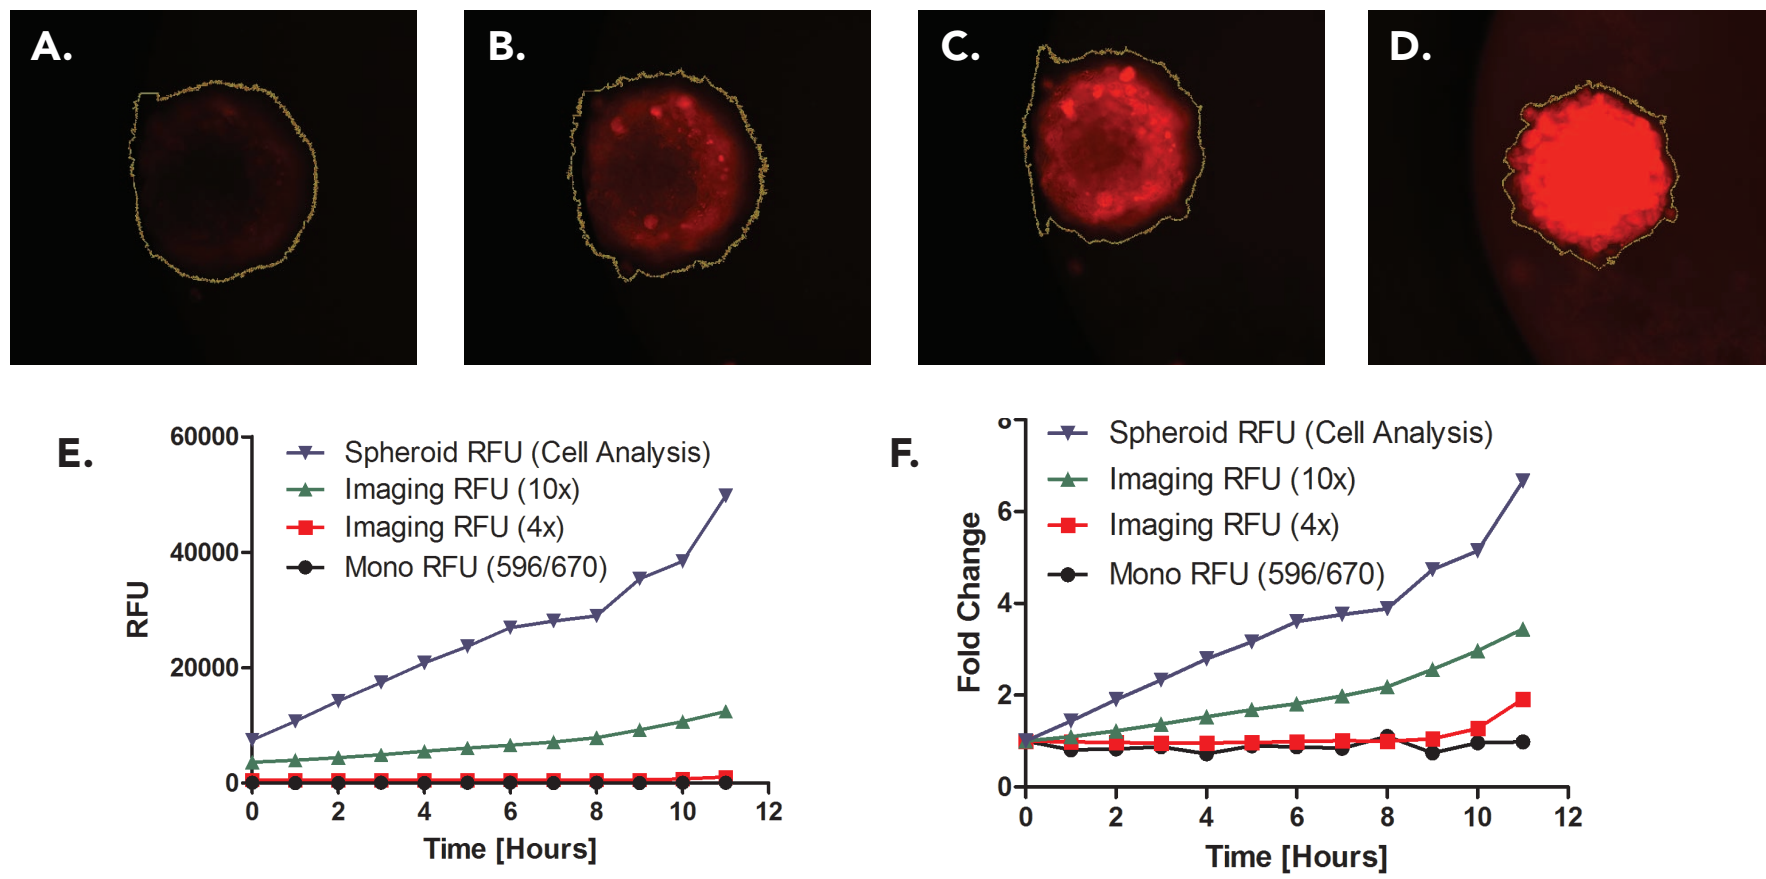 A.
B.
C.
D.
E.
60000
40000
20000
0
RFU
Spheroid RFU (Cell Analysis)
Imaging RFU (10x)
Imaging RFU (4x)
Mono RFU (596/670)
0 2 4 6 8 10 12
Time [Hours]
F.
8
6
4
2
0
Fold Change
Spheroid RFU (Cell Analysis)
Imaging RFU (10x)
Imaging RFU (4x)
Mono RFU (596/670)
0 2 4 6 8 10 12
Time [Hours]